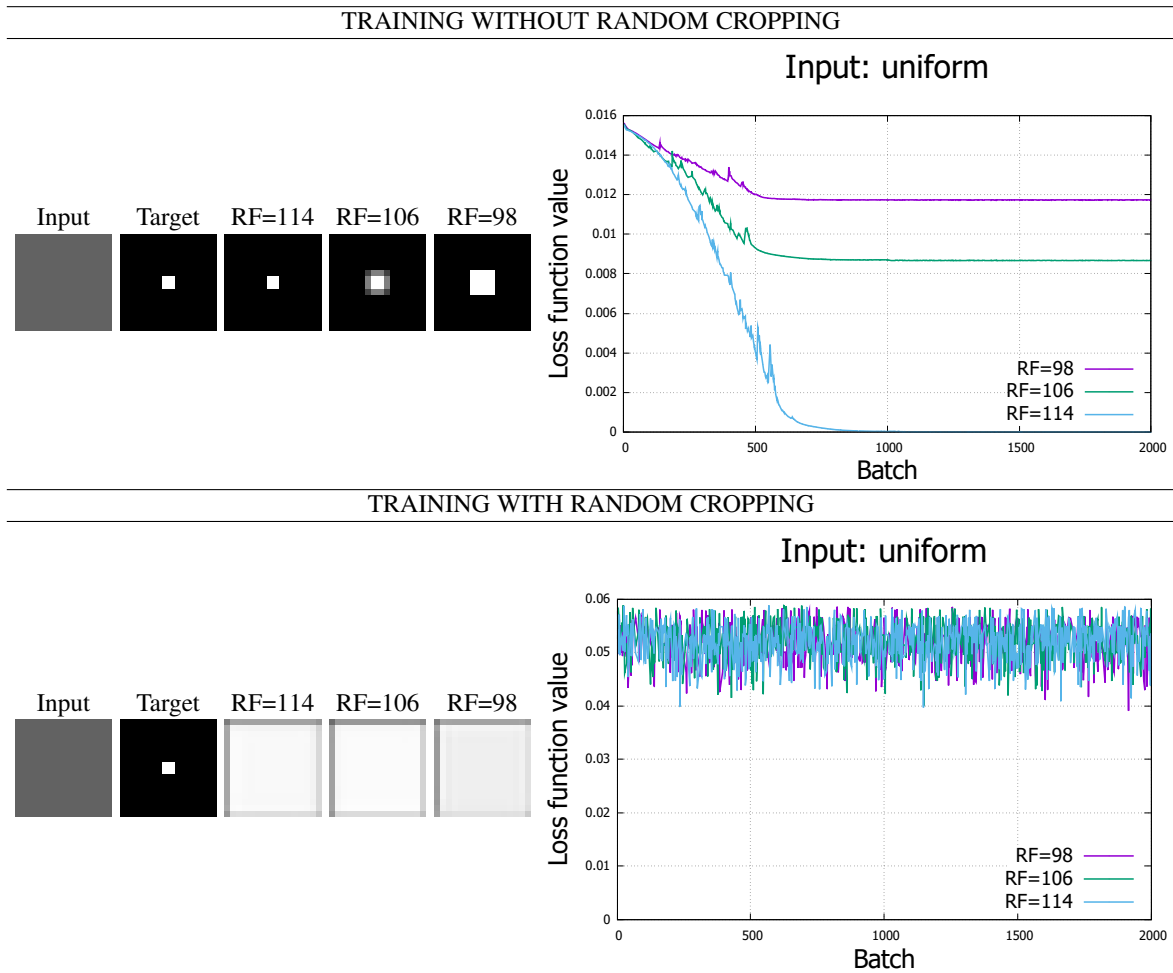 TRAINING WITHOUT RANDOM CROPPING
Input Target RF=114 RF=106 RF=98
Input: uniform
Loss function value
0.016
0.014
0.012
0.01
0.008
0.006
0.004
0.002
0
RF=98
RF=106
RF=114
0 500 1000 1500 2000
Batch
TRAINING WITH RANDOM CROPPING
Input Target RF=114 RF=106 RF=98
Input: uniform
Loss function value
0.06
0.05
0.04
0.03
0.02
0.01
0
RF=98
RF=106
RF=114
0 500 1000 1500 2000
Batch